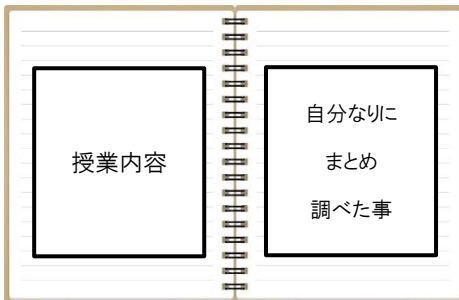 授業内容
自分なりに
まとめ
調べた事